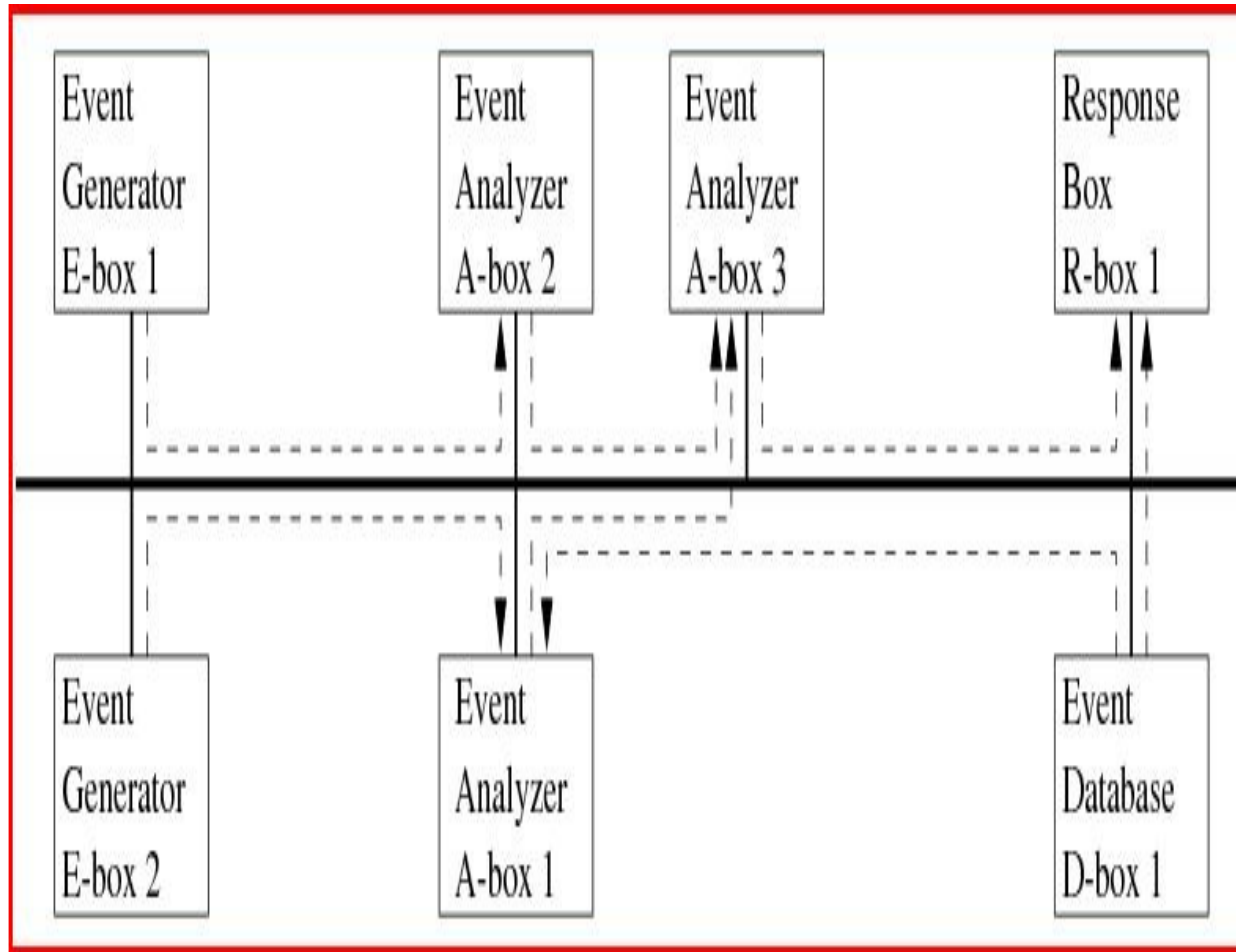 Event
Generator
E-box 1
Event
Analyzer
A-box 2
Event
Analyzer
A-box 3
Response
Box
R-box 1
Event
Generator
E-box 2
Event
Analyzer
A-box 1
Event
Database
D-box 1